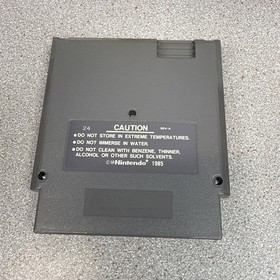 24 CAUTION REV-A
•DO NOT STORE IN EXTREME TEMPERATURES.
•DO NOT IMMERSE IN WATER.
•DO NOT CLEAN WITH BENZENE, THINNER,
ALCOHOL OR OTHER SUCH SOLVENTS.
©Nintendo® 1985